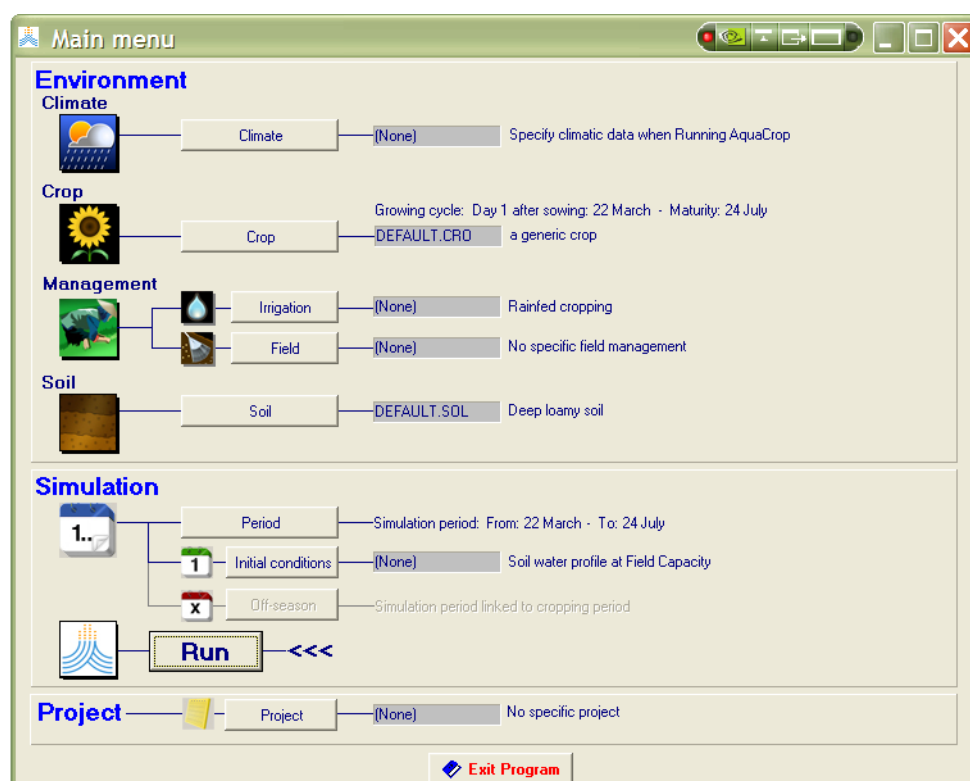 Main menu
Environment
Climate
Climate (None) Specify climatic data when Running AquaCrop
Crop
Growing cycle: Day 1 after sowing: 22 March - Maturity: 24 July
Crop DEFAULT.CRO a generic crop
Management
Irrigation (None) Rainfed cropping
Field (None) No specific field management
Soil
Soil DEFAULT.SOL Deep loamy soil
Simulation
1.. Period Simulation period: From: 22 March - To: 24 July
1 Initial conditions (None) Soil water profile at Field Capacity
x Off-season Simulation period linked to cropping period
Run <<<
Project Project (None) No specific project
Exit Program